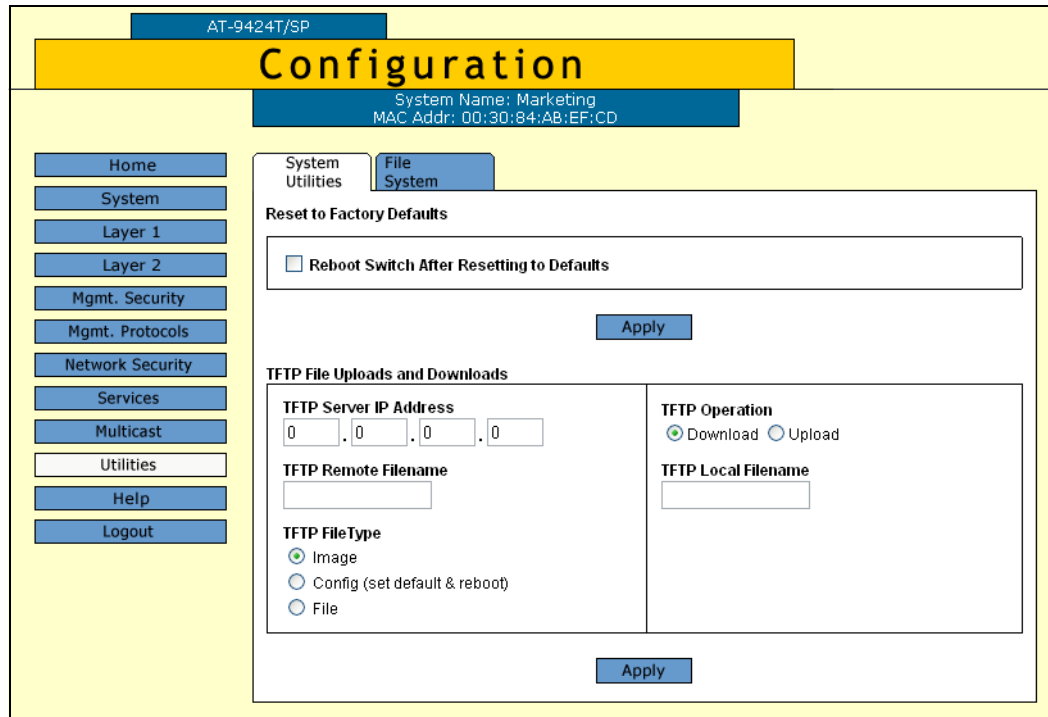 AT-9424T/SP
Configuration
System Name: Marketing
MAC Addr: 00:30:84:AB:EF:CD
Home
System
Layer 1
Layer 2
Mgmt. Security
Mgmt. Protocols
Network Security
Services
Multicast
Utilities
Help
Logout
System
Utilities
File
System
Reset to Factory Defaults
Reboot Switch After Resetting to Defaults
Apply
TFTP File Uploads and Downloads
TFTP Server IP Address
0 . 0 . 0 . 0
TFTP Remote Filename
TFTP FileType
Image
Config (set default & reboot)
File
TFTP Operation
Download Upload
TFTP Local Filename
Apply